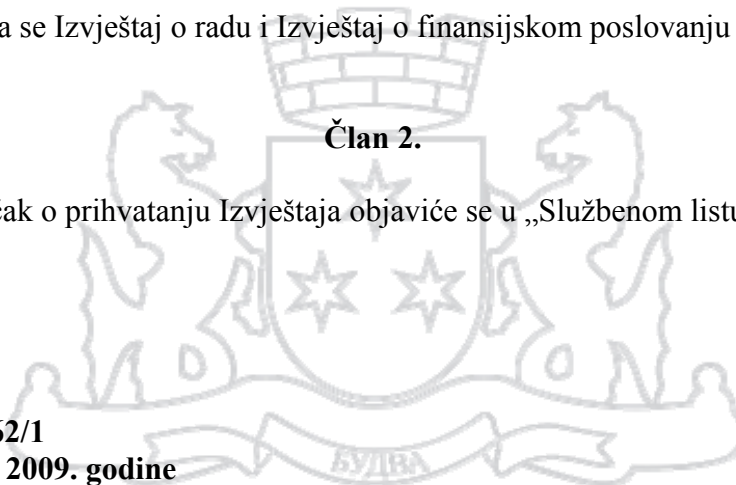 a se Izvještaj o radu i Izvještaj o finansijskom poslovanju
Član 2.
čak o prihvatanju Izvještaja objaviće se u „Službenom listu
62/1
2009. godine
БУДВА